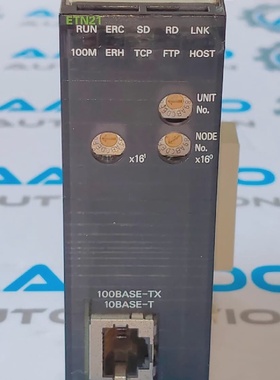 ETN21
RUN ERC SD RD LNK
100M ERH TCP FTP HOST
UNIT
No.
NODE
No.
x16¹ x16⁰
100BASE-TX
10BASE-T